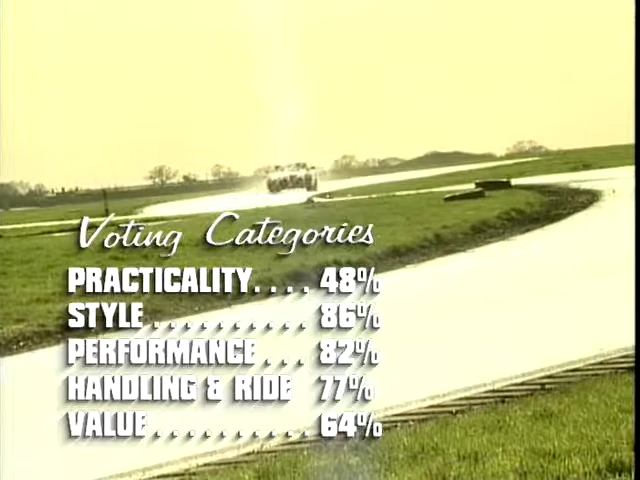 Voting Categories
PRACTICALITY.... 48%
STYLE.......... 86%
PERFORMANCE... 82%
HANDLING & RIDE 77%
VALUE.......... 64%